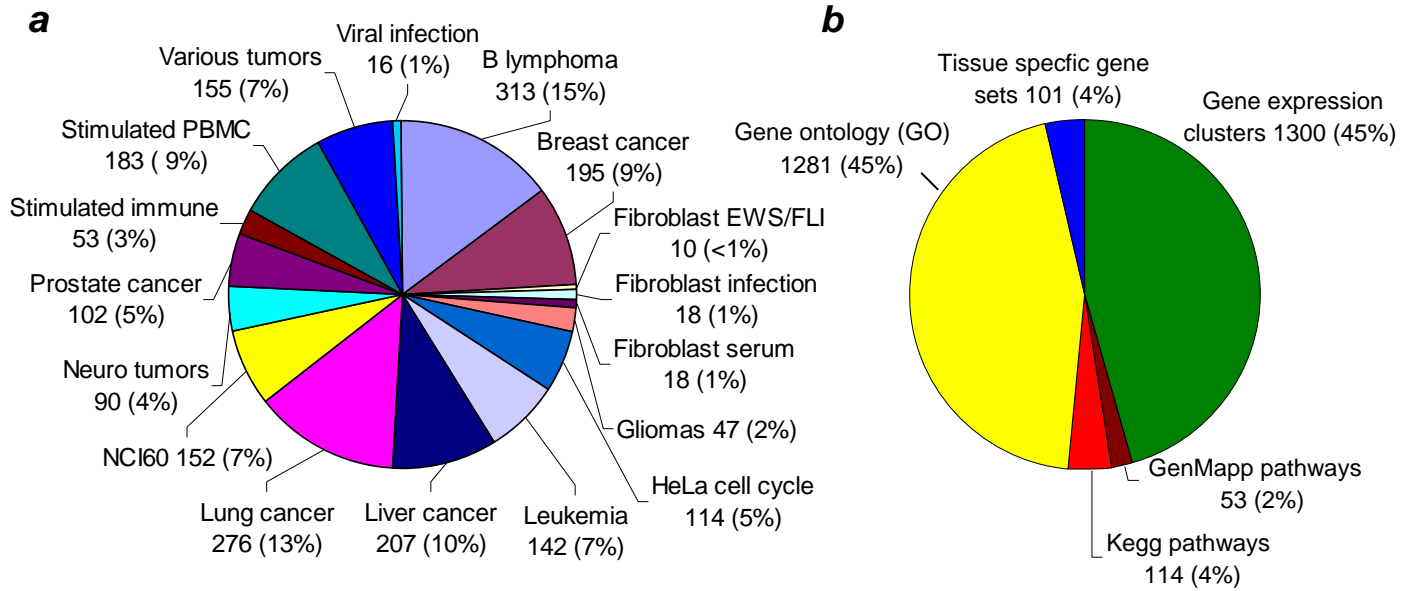 a
Viral infection
16 (1%)
B lymphoma
313 (15%)
Breast cancer
195 (9%)
Fibroblast EWS/FLI
10 (<1%)
Fibroblast infection
18 (1%)
Fibroblast serum
18 (1%)
Gliomas 47 (2%)
HeLa cell cycle
114 (5%)
Leukemia
142 (7%)
Liver cancer
207 (10%)
Lung cancer
276 (13%)
NCI60 152 (7%)
Neuro tumors
90 (4%)
Prostate cancer
102 (5%)
Stimulated immune
53 (3%)
Stimulated PBMC
183 ( 9%)
Various tumors
155 (7%)
b
Tissue specfic gene
sets 101 (4%)
Gene expression
clusters 1300 (45%)
Gene ontology (GO)
1281 (45%)
GenMapp pathways
53 (2%)
Kegg pathways
114 (4%)